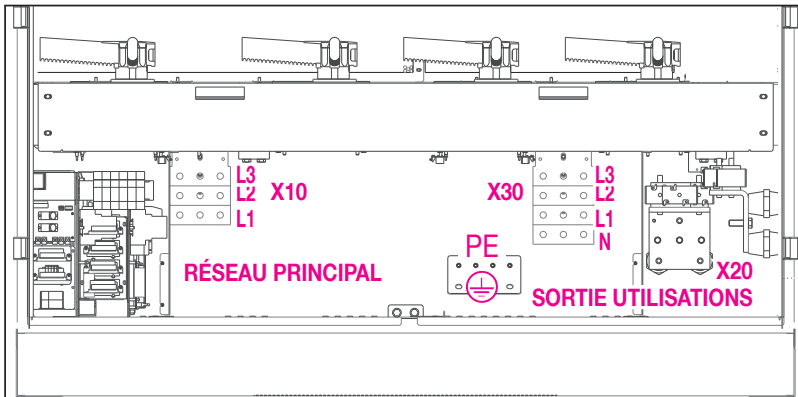 L3
L2
L1
X10
X30
L3
L2
L1
N
PE
RÉSEAU PRINCIPAL
X20
SORTIE UTILISATIONS